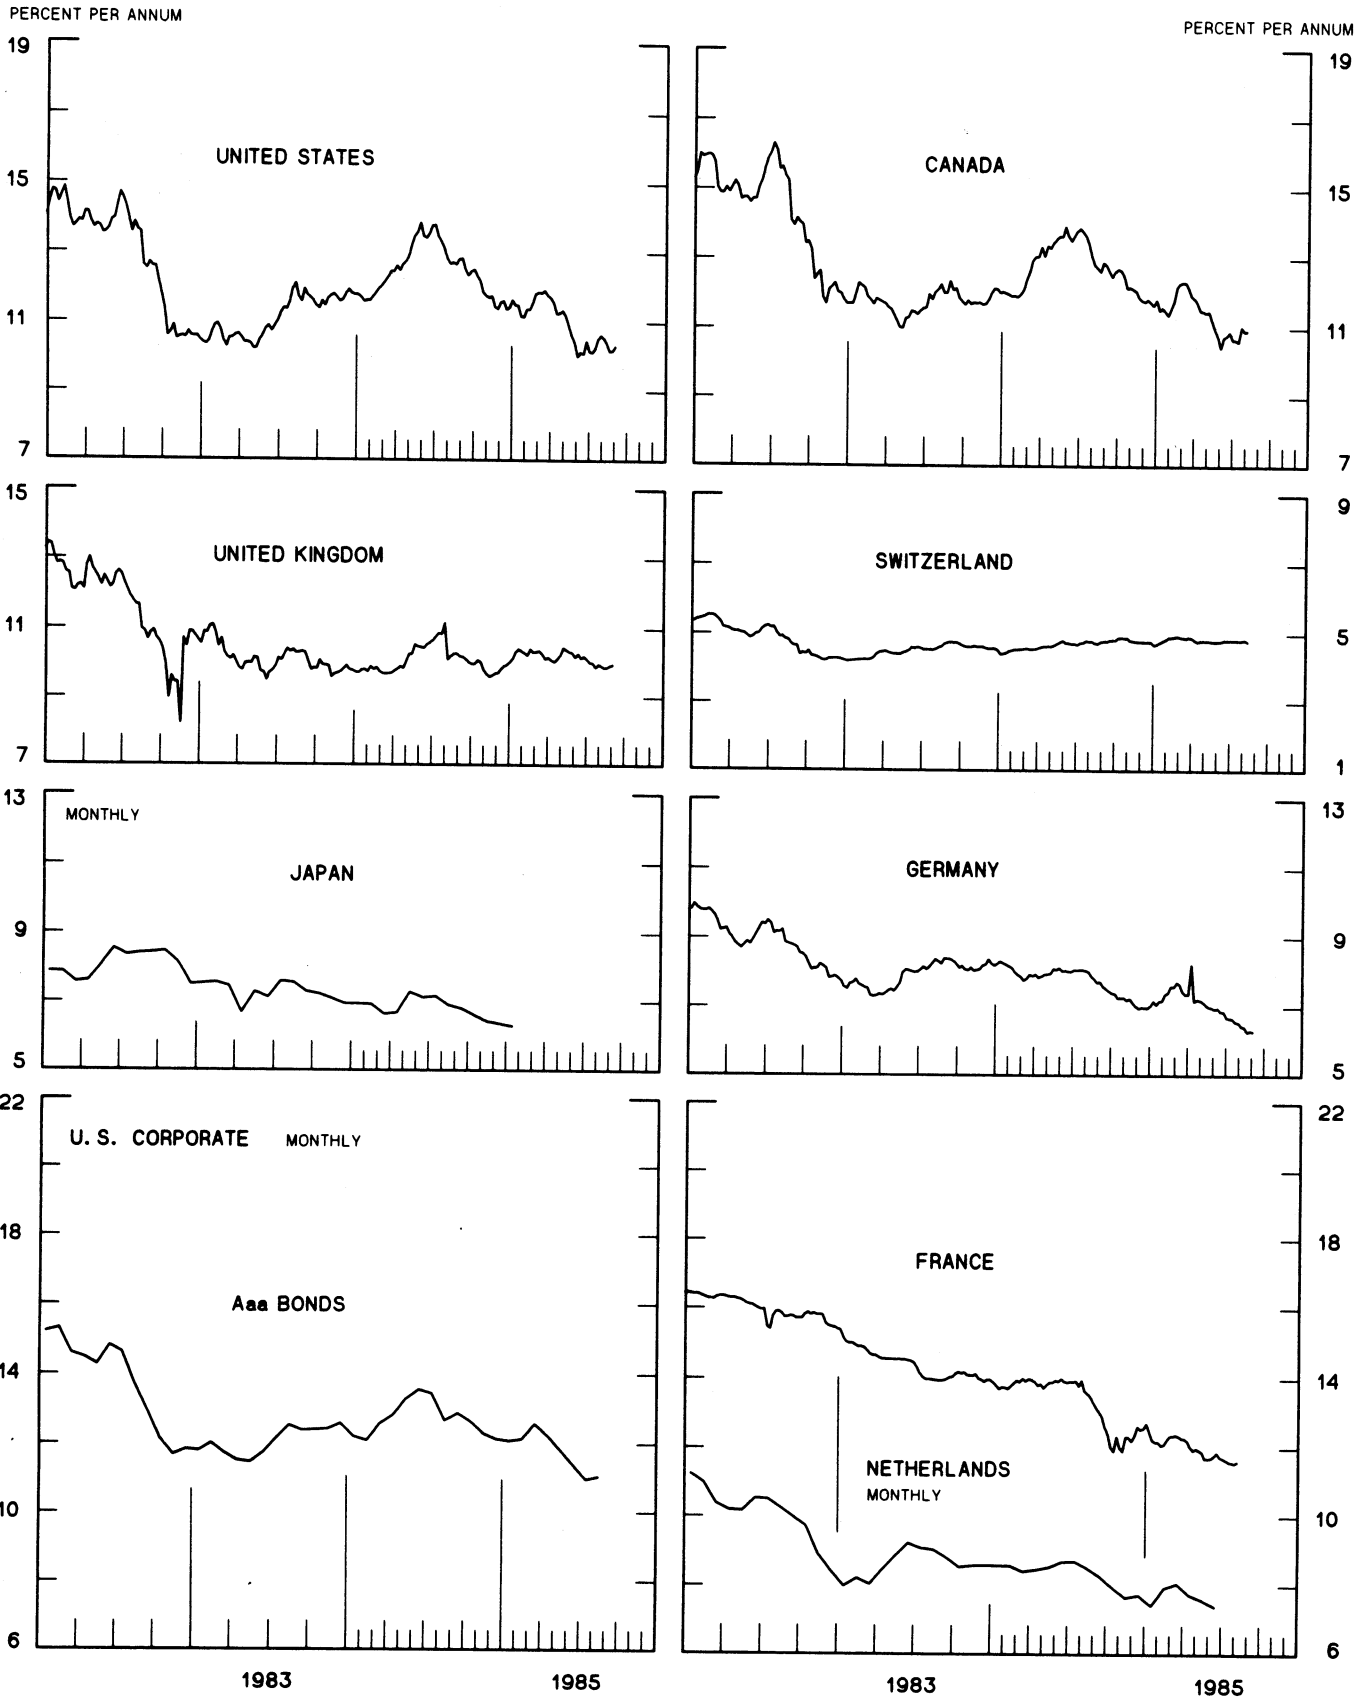 PERCENT PER ANNUM
PERCENT PER ANNUM
19
15
11
7
UNITED STATES
CANADA
19
15
11
7
15
11
7
UNITED KINGDOM
SWITZERLAND
9
5
1
13
9
5
MONTHLY
JAPAN
GERMANY
13
9
5
22
18
14
10
6
U. S. CORPORATE MONTHLY
Aaa BONDS
FRANCE
NETHERLANDS
MONTHLY
22
18
14
10
6
1983 1985
1983 1985